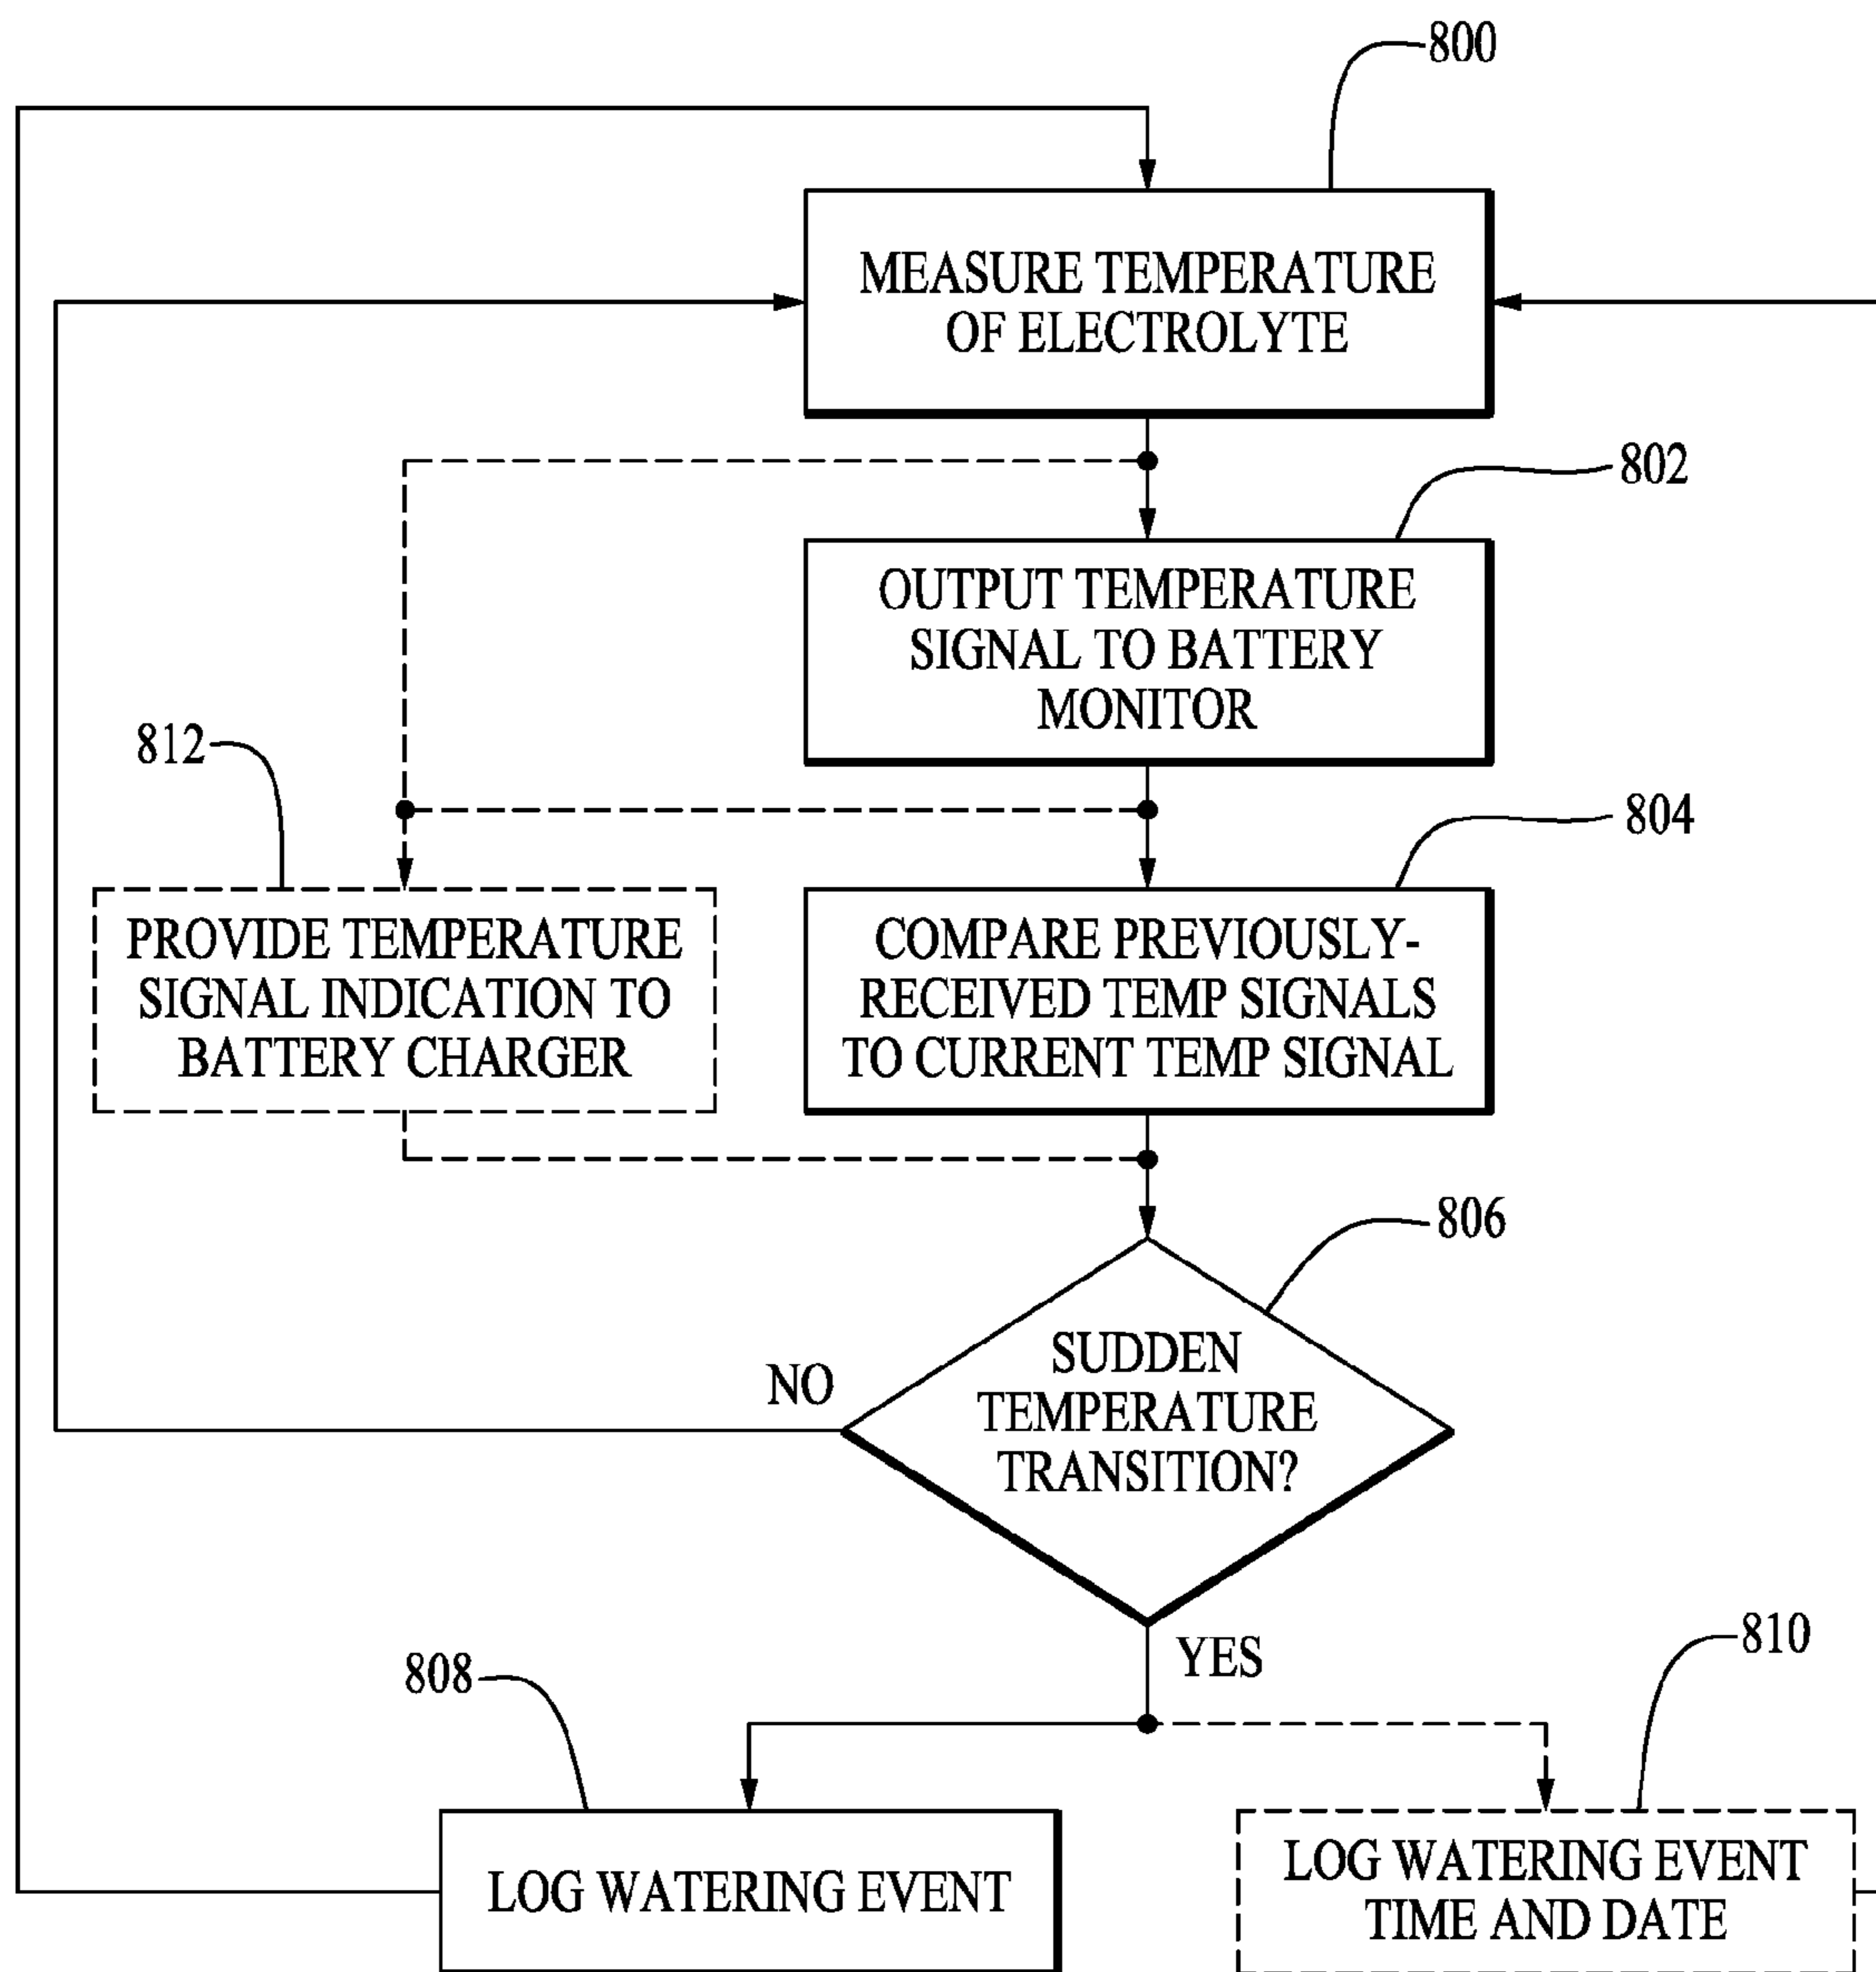 800
MEASURE TEMPERATURE
OF ELECTROLYTE
802
OUTPUT TEMPERATURE
SIGNAL TO BATTERY
MONITOR
812
804
PROVIDE TEMPERATURE
SIGNAL INDICATION TO
BATTERY CHARGER
COMPARE PREVIOUSLY-
RECEIVED TEMP SIGNALS
TO CURRENT TEMP SIGNAL
806
SUDDEN
TEMPERATURE
TRANSITION?
NO
YES
808
810
LOG WATERING EVENT
LOG WATERING EVENT
TIME AND DATE